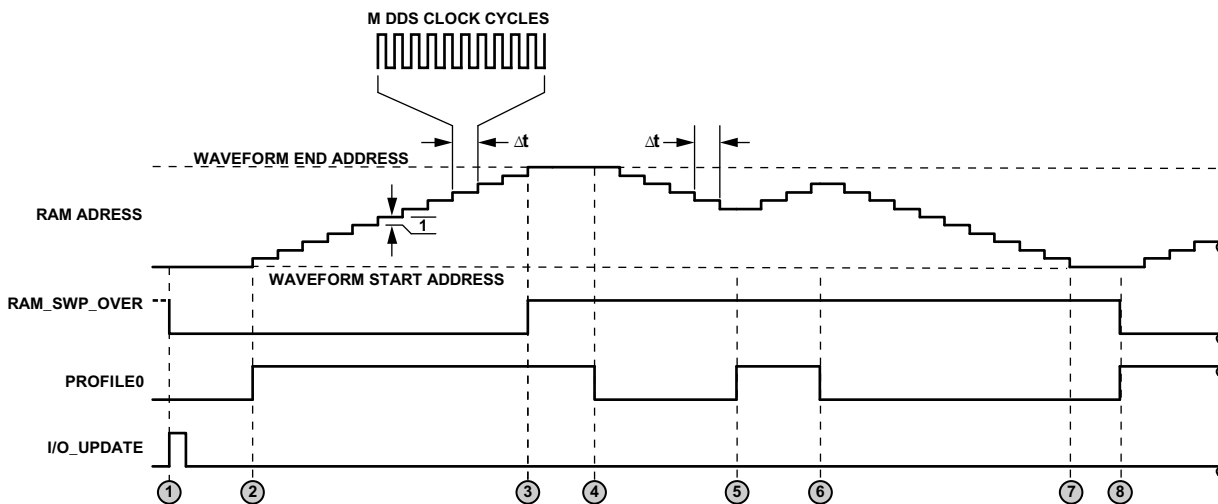 M DDS CLOCK CYCLES
Δt
Δt
WAVEFORM END ADDRESS
RAM ADRESS
1
WAVEFORM START ADDRESS
RAM_SWP_OVER
PROFILE0
I/O_UPDATE
1 2 3 4 5 6 7 8